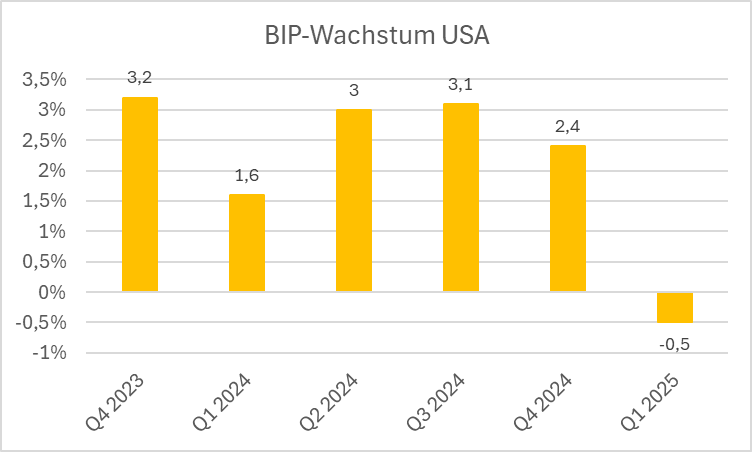 BIP-Wachstum USA
3,5%
3%
2,5%
2%
1,5%
1%
0,5%
0%
-0,5%
-1%
3,2
1,6
3
3,1
2,4
-0,5
Q4 2023
Q1 2024
Q2 2024
Q3 2024
Q4 2024
Q1 2025